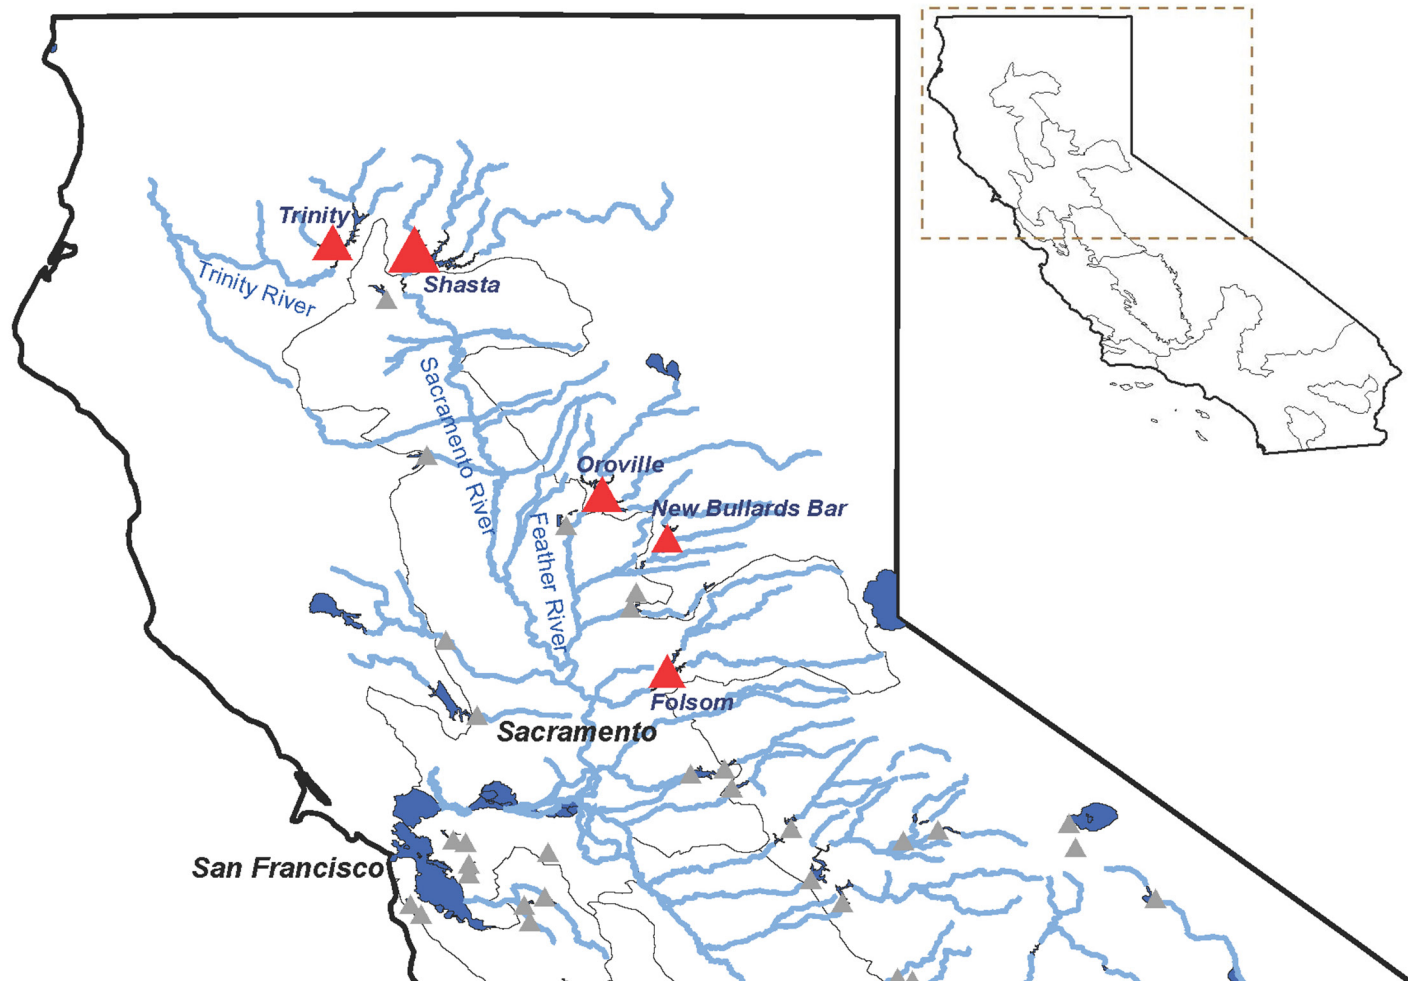 Trinity
Trinity River
Shasta
Sacramento River
Oroville
New Bullards Bar
Feather River
Folsom
Sacramento
San Francisco